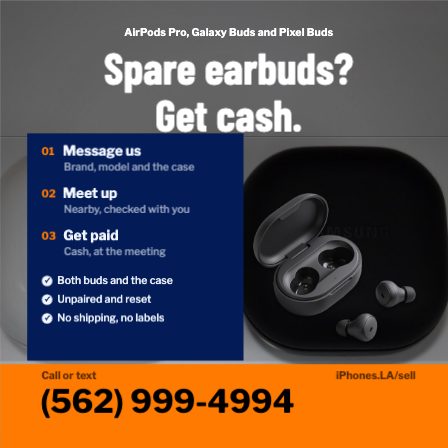 AirPods Pro, Galaxy Buds and Pixel Buds
Spare earbuds?
Get cash.
01 Message us
Brand, model and the case
02 Meet up
Nearby, checked with you
03 Get paid
Cash, at the meeting
Both buds and the case
Unpaired and reset
No shipping, no labels
SAMSUNG
Call or text
(562) 999-4994
iPhones.LA/sell